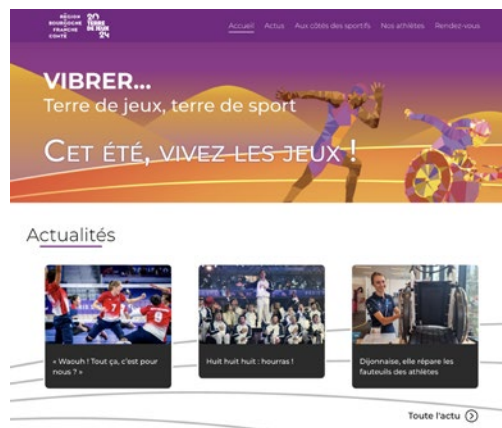 RÉGION
BOURGOGNE
FRANCHE
COMTÉ
20
TERRE
DE JEUX
24
Accueil Actus Aux côtés des sportifs Nos athlètes Rendez-vous
VIBRER...
Terre de jeux, terre de sport
CET ÉTÉ, VIVEZ LES JEUX !
Actualités
« Waouh ! Tout ça, c'est pour
nous ? »
Huit huit huit : hourras !
Dijonnaise, elle répare les
fauteuils des athlètes
Toute l'actu